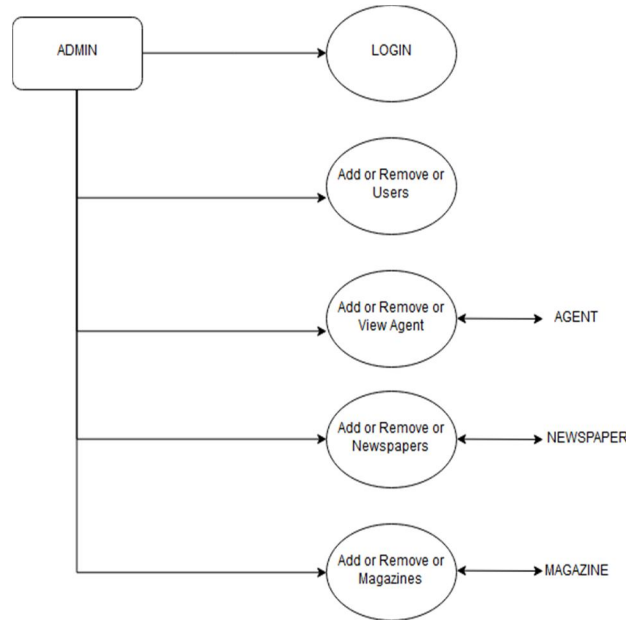 ADMIN
LOGIN
Add or Remove or
Users
Add or Remove or
View Agent
AGENT
Add or Remove or
Newspapers
NEWSPAPER
Add or Remove or
Magazines
MAGAZINE